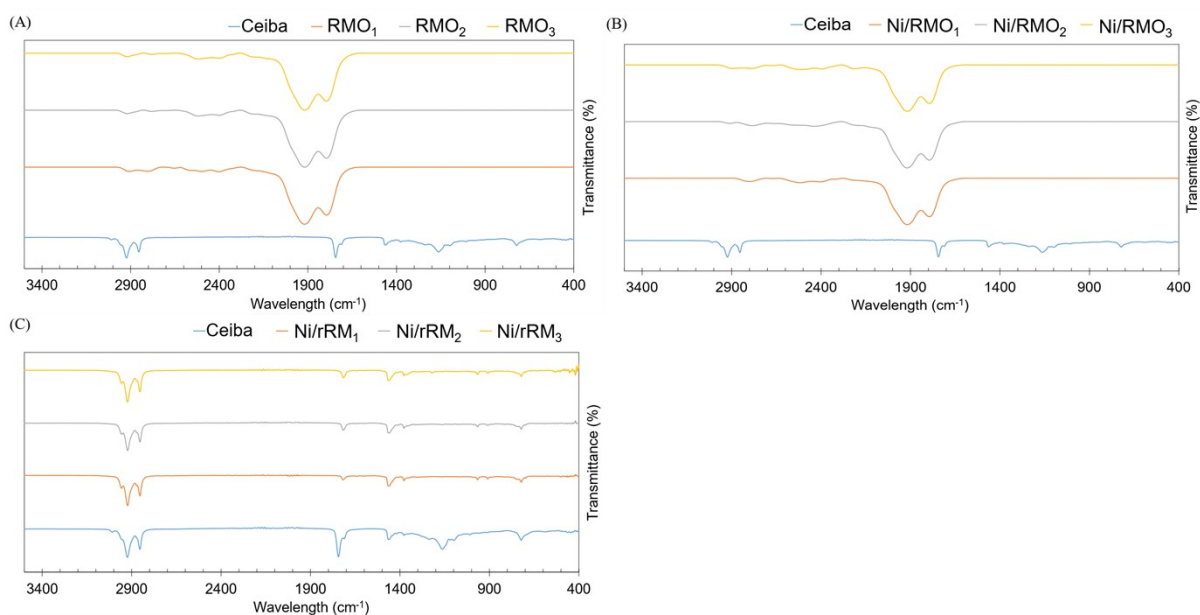 (A)
Ceiba RMO₁ RMO₂ RMO₃
Transmittance (%)
3400 2900 2400 1900 1400 900 400
Wavelength (cm⁻¹)
(B)
Ceiba Ni/RMO₁ Ni/RMO₂ Ni/RMO₃
Transmittance (%)
3400 2900 2400 1900 1400 900 400
Wavelength (cm⁻¹)
(C)
Ceiba Ni/rRM₁ Ni/rRM₂ Ni/rRM₃
Transmittance (%)
3400 2900 2400 1900 1400 900 400
Wavelength (cm⁻¹)